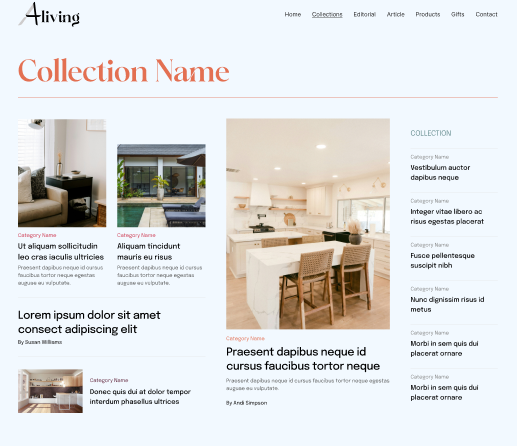 Aliving
Home Collections Editorial Article Products Gifts Contact
Collection Name
Category Name
Ut aliquam sollicitudin
leo cras iaculis ultricies
Praesent dapibus neque id cursus
faucibus tortor neque egestas
auguae eu vulputate.
Category Name
Aliquam tincidunt
mauris eu risus
Praesent dapibus neque id cursus
faucibus tortor neque egestas
auguae eu vulputate.
Lorem ipsum dolor sit amet
consect adipiscing elit
By Susan Williams
Category Name
Donec quis dui at dolor tempor
interdum phasellus ultrices
Category Name
Praesent dapibus neque id
cursus faucibus tortor neque
Praesent dapibus neque id cursus faucibus tortor neque egestas
auguae eu vulputate.
By Andi Simpson
COLLECTION
Category Name
Vestibulum auctor
dapibus neque
Category Name
Integer vitae libero ac
risus egestas placerat
Category Name
Fusce pellentesque
suscipit nibh
Category Name
Nunc dignissim risus id
metus
Category Name
Morbi in sem quis dui
placerat ornare
Category Name
Morbi in sem quis dui
placerat ornare